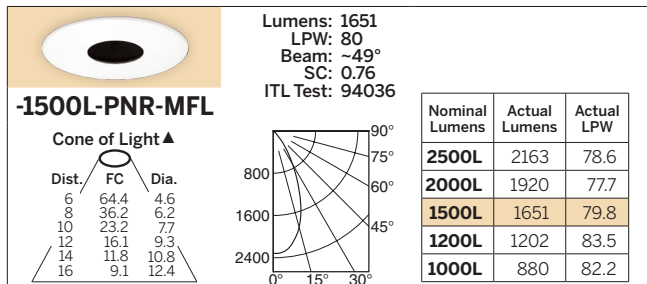 Lumens: 1651
LPW: 80
Beam: ~49°
SC: 0.76
ITL Test: 94036
-1500L-PNR-MFL
Cone of Light▲
Dist. FC Dia.
6 64.4 4.6
8 36.2 6.2
10 23.2 7.7
12 16.1 9.3
14 11.8 10.8
16 9.1 12.4
90°
75°
60°
45°
800
1600
2400
0° 15° 30°
Nominal Lumens Actual Lumens Actual LPW
2500L 2163 78.6
2000L 1920 77.7
1500L 1651 79.8
1200L 1202 83.5
1000L 880 82.2